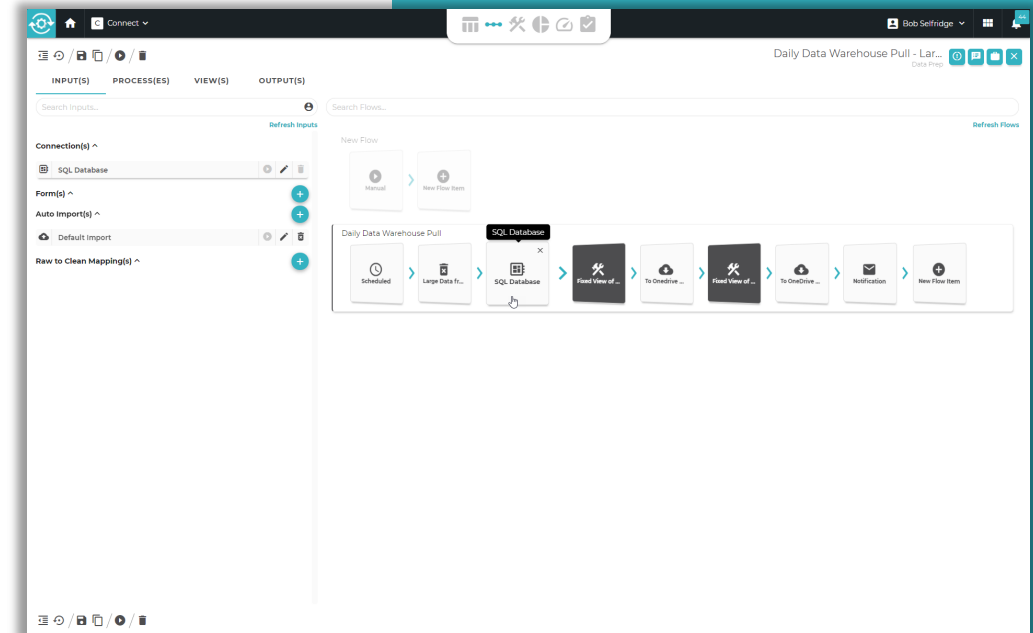 C Connect
Bob Selfridge
44
Daily Data Warehouse Pull - Lar...
Data Prep
INPUT(S) PROCESS(ES) VIEW(S) OUTPUT(S)
Search Inputs...
Search Flows...
Refresh Inputs
Refresh Flows
Connection(s)
SQL Database
Form(s)
Auto Import(s)
Default Import
Raw to Clean Mapping(s)
New Flow
Manual
New Flow Item
Daily Data Warehouse Pull
SQL Database
Scheduled
Large Data fr...
SQL Database
Fixed View of ...
To Onedrive ...
Fixed View of ...
To OneDrive ...
Notification
New Flow Item